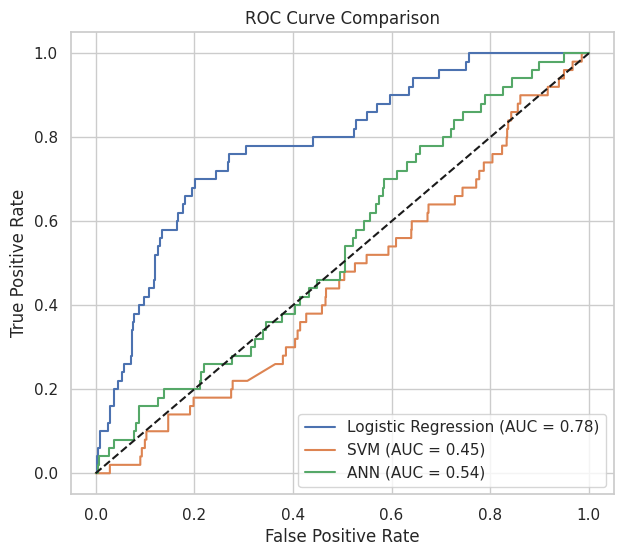 ROC Curve Comparison
True Positive Rate
1.0
0.8
0.6
0.4
0.2
0.0
Logistic Regression (AUC = 0.78)
SVM (AUC = 0.45)
ANN (AUC = 0.54)
0.0 0.2 0.4 0.6 0.8 1.0
False Positive Rate